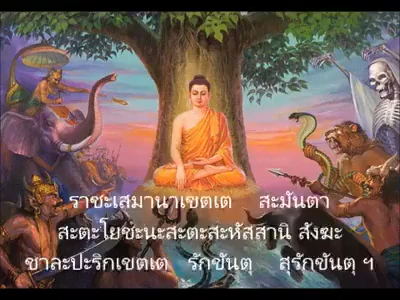 ราชะเสมานาเขตเต สะมันตา
สะตะโยชะนะสะตะสะหัสสานิ สังฆะ
ขาละปะริกเขตเต รักขันตุ สุรักขันตุ ฯ